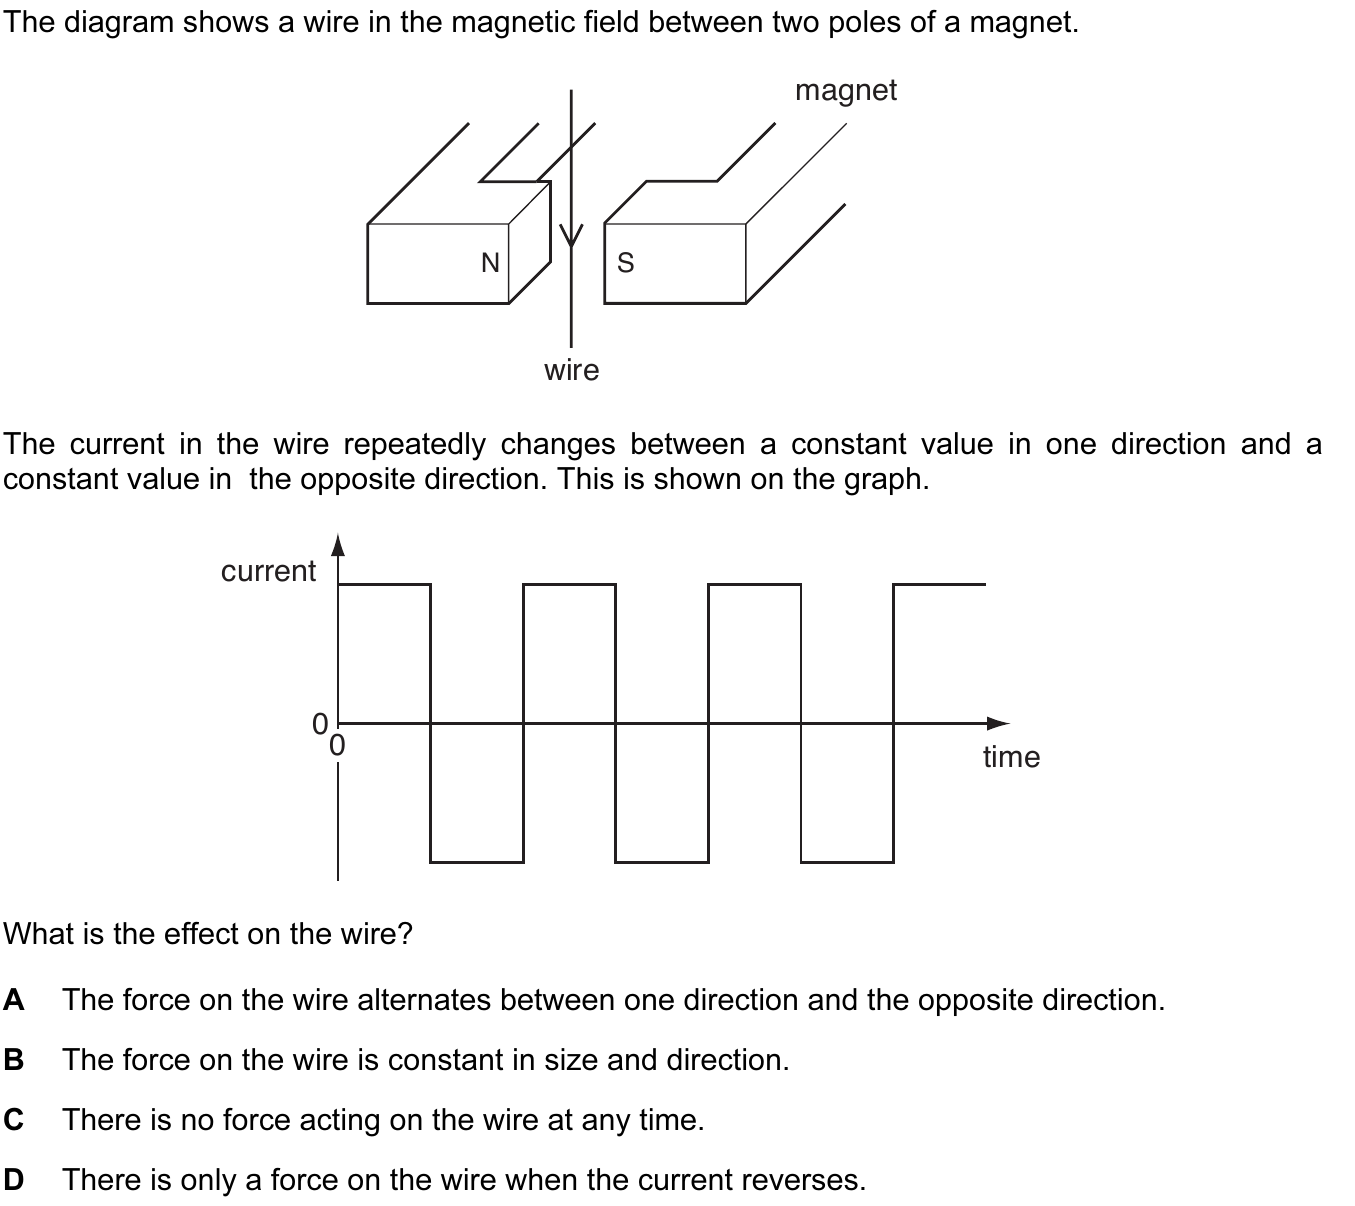 The diagram shows a wire in the magnetic field between two poles of a magnet.
magnet
N
S
wire
The current in the wire repeatedly changes between a constant value in one direction and a
constant value in the opposite direction. This is shown on the graph.
current
0
0
time
What is the effect on the wire?
A The force on the wire alternates between one direction and the opposite direction.
B The force on the wire is constant in size and direction.
C There is no force acting on the wire at any time.
D There is only a force on the wire when the current reverses.